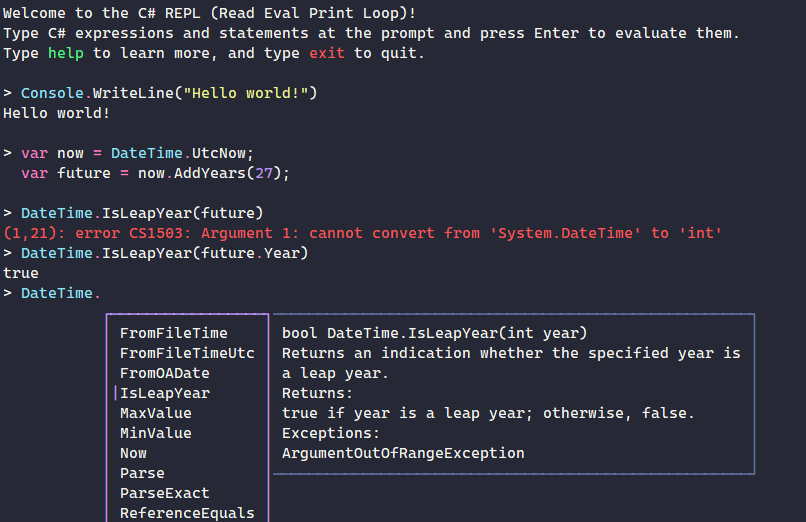 Welcome to the C# REPL (Read Eval Print Loop)!
Type C# expressions and statements at the prompt and press Enter to evaluate them.
Type help to learn more, and type exit to quit.
> Console.WriteLine("Hello world!")
Hello world!
> var now = DateTime.UtcNow;
var future = now.AddYears(27);
> DateTime.IsLeapYear(future)
(1,21): error CS1503: Argument 1: cannot convert from 'System.DateTime' to 'int'
> DateTime.IsLeapYear(future.Year)
true
> DateTime.
FromFileTime
FromFileTimeUtc
FromOADate
IsLeapYear
MaxValue
MinValue
Now
Parse
ParseExact
ReferenceEquals
bool DateTime.IsLeapYear(int year)
Returns an indication whether the specified year is
a leap year.
Returns:
true if year is a leap year; otherwise, false.
Exceptions:
ArgumentOutOfRangeException